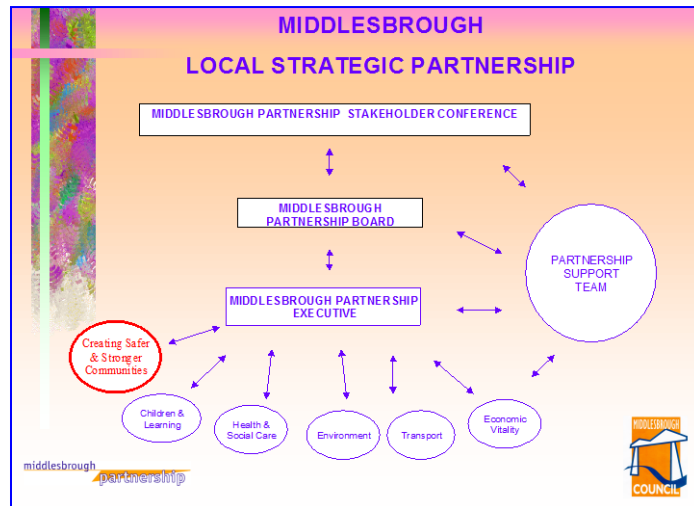 MIDDLESBROUGH
LOCAL STRATEGIC PARTNERSHIP
MIDDLESBROUGH PARTNERSHIP STAKEHOLDER CONFERENCE
MIDDLESBROUGH
PARTNERSHIP BOARD
PARTNERSHIP
SUPPORT
TEAM
MIDDLESBROUGH PARTNERSHIP
EXECUTIVE
Creating Safer
& Stronger
Communities
Children &
Learning
Health &
Social Care
Environment
Transport
Economic
Vitality
middlesbrough
partnership
MIDDLESBROUGH
COUNCIL